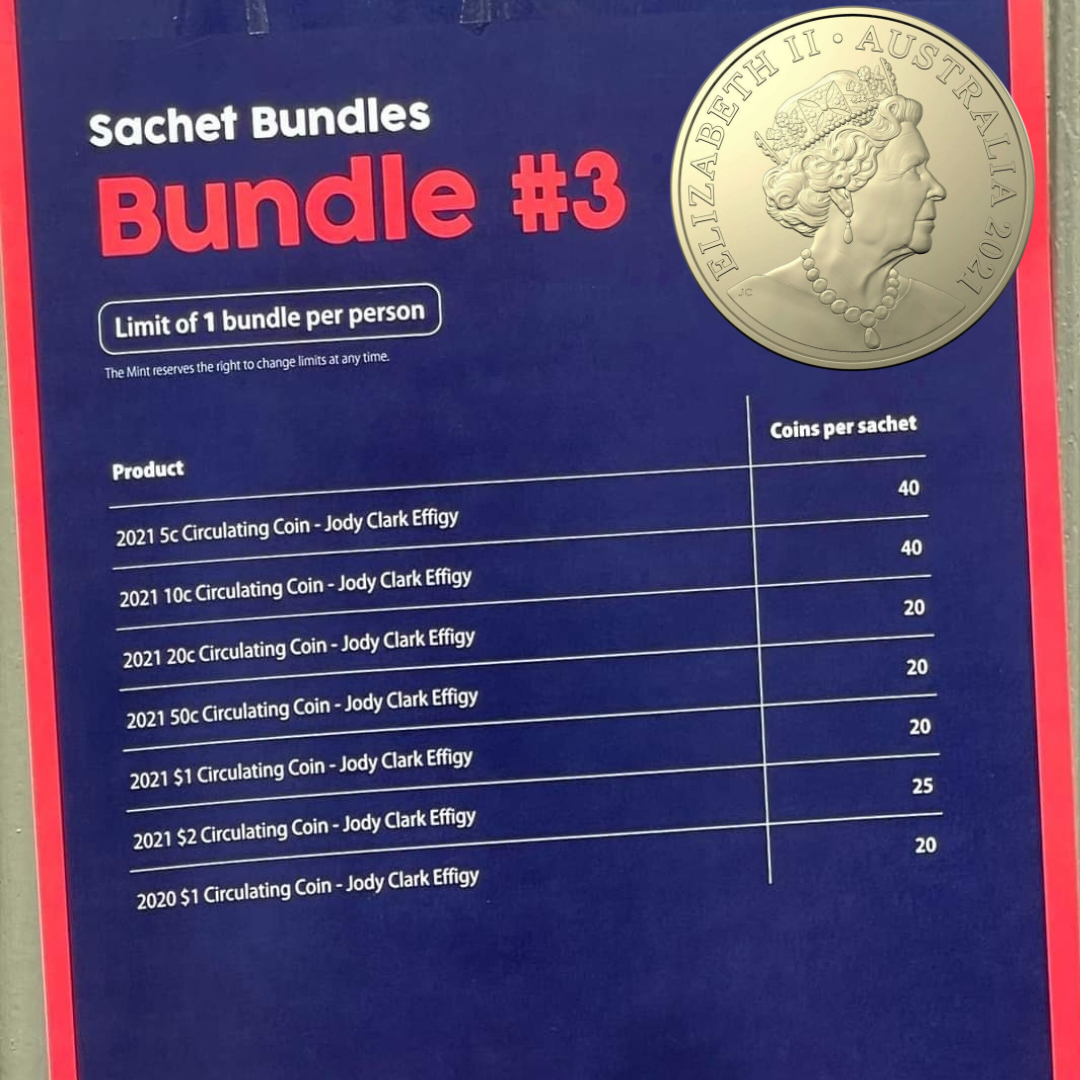 Sachet Bundles
Bundle #3
Limit of 1 bundle per person
The Mint reserves the right to change limits at any time.
Product Coins per sachet
2021 5c Circulating Coin - Jody Clark Effigy 40
2021 10c Circulating Coin - Jody Clark Effigy 40
2021 20c Circulating Coin - Jody Clark Effigy 20
2021 50c Circulating Coin - Jody Clark Effigy 20
2021 $1 Circulating Coin - Jody Clark Effigy 20
2021 $2 Circulating Coin - Jody Clark Effigy 25
2020 $1 Circulating Coin - Jody Clark Effigy 20
ELIZABETH II · AUSTRALIA 2021
JC